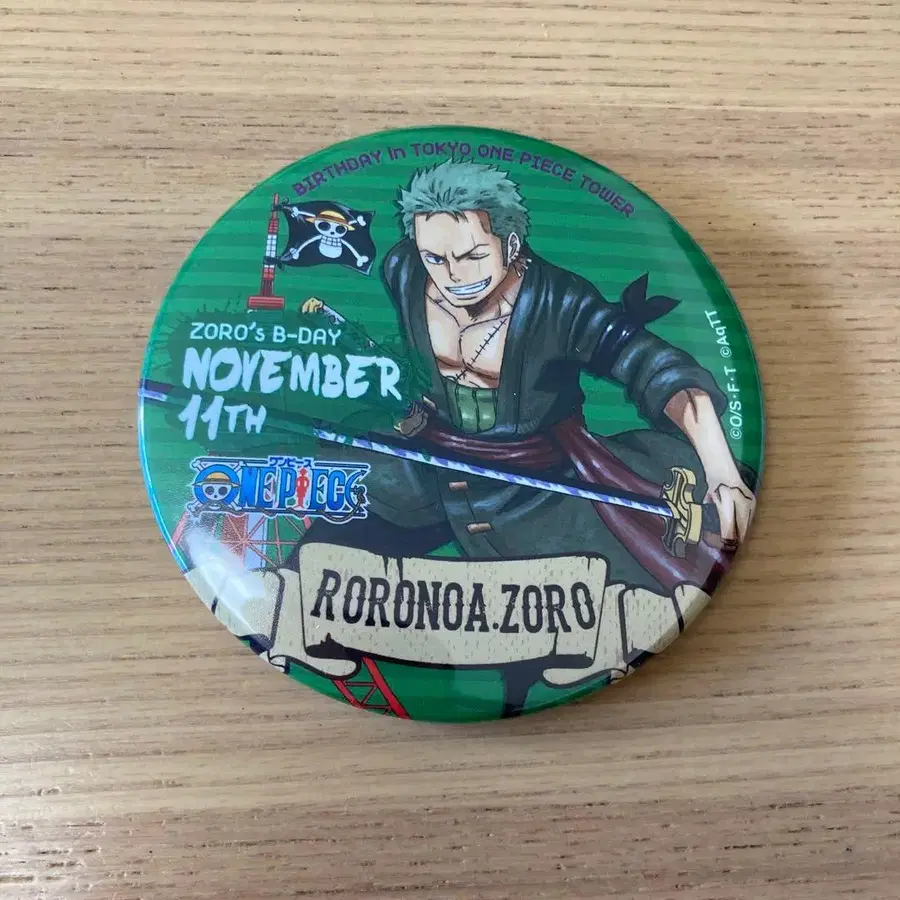 BIRTHDAY in TOKYO ONE PIECE TOWER
ZORO's B-DAY
NOVEMBER
11TH
ワンピース
ONE PIECE
RORONOA.ZORO
©O/S・F・T ©AqTT